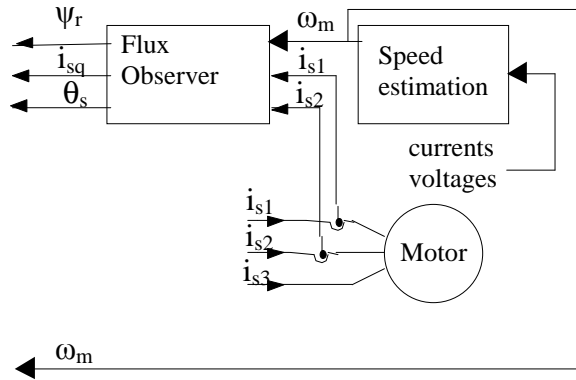 ψr
isq
θs
Flux
Observer
ωm
is1
is2
Speed
estimation
currents
voltages
is1
is2
is3
Motor
ωm